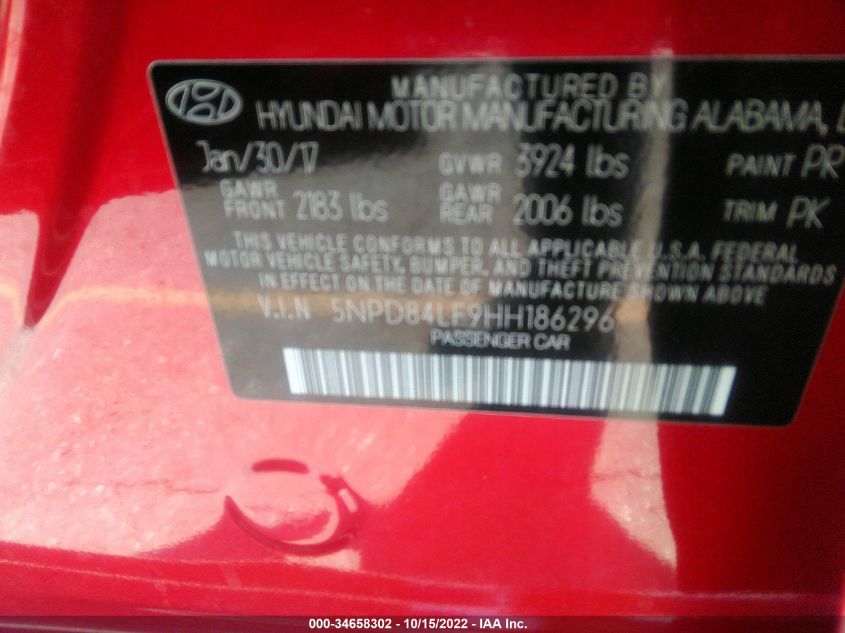 MANUFACTURED BY
HYUNDAI MOTOR MANUFACTURING ALABAMA,
Jan/30/17 GVWR 3924 lbs PAINT PR
GAWR FRONT 2183 lbs GAWR REAR 2006 lbs TRIM PK
THIS VEHICLE CONFORMS TO ALL APPLICABLE U.S.A. FEDERAL
MOTOR VEHICLE SAFETY, BUMPER, AND THEFT PREVENTION STANDARDS
IN EFFECT ON THE DATE OF MANUFACTURE SHOWN ABOVE.
V.I.N 5NPD84LF9HH186296
PASSENGER CAR
000-34658302 - 10/15/2022 - IAA Inc.